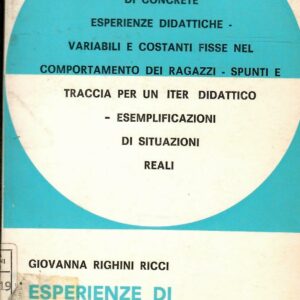 DI CONCRETE
ESPERIENZE DIDATTICHE -
VARIABILI E COSTANTI FISSE NEL
COMPORTAMENTO DEI RAGAZZI - SPUNTI E
TRACCIA PER UN ITER DIDATTICO
- ESEMPLIFICAZIONI
DI SITUAZIONI
REALI
GIOVANNA RIGHINI RICCI
ESPERIENZE DI